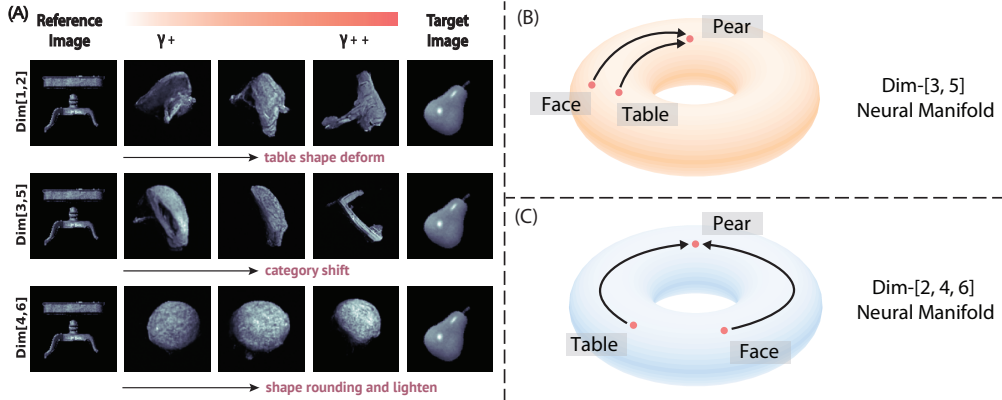 (A)
Reference Image
γ +
γ + +
Target Image
Dim[1,2]
table shape deform
Dim[3,5]
category shift
Dim[4,6]
shape rounding and lighten
(B)
Pear
Face
Table
Dim-[3, 5]
Neural Manifold
(C)
Pear
Table
Face
Dim-[2, 4, 6]
Neural Manifold